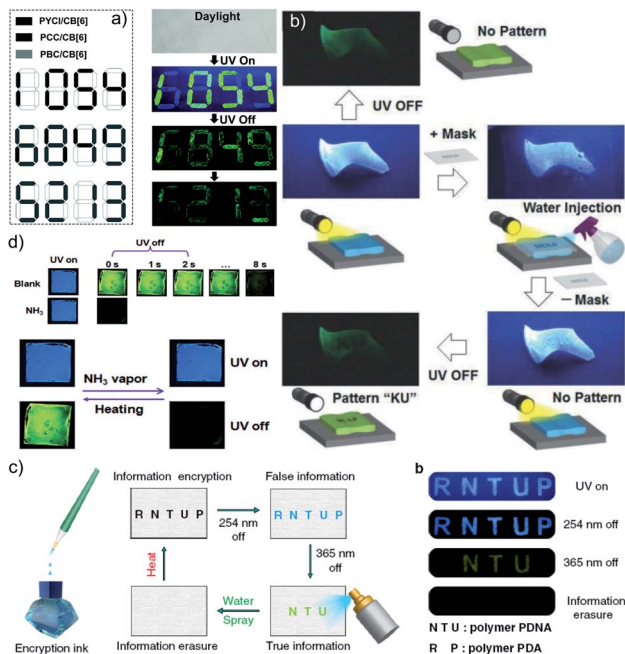 a)
PYCl/CB[6]
PCC/CB[6]
PBC/CB[6]
1054
6849
5213
Daylight
UV On
1054
UV Off
6849
5213
b)
No Pattern
UV OFF
+ Mask
Water Injection
− Mask
UV OFF
Pattern “KU”
No Pattern
d)
UV off
UV on
0 s
1 s
2 s
...
8 s
Blank
NH₃
UV on
NH₃ vapor
Heating
UV off
c)
Information encryption
False information
R N T U P
254 nm
off
R N T U P
365 nm
off
Heat
Water
Spray
N T U
Encryption ink
Information erasure
True information
b
R N T U P
UV on
R N T U P
254 nm off
N T U
365 nm off
Information
erasure
N T U : polymer PDNA
R P : polymer PDA